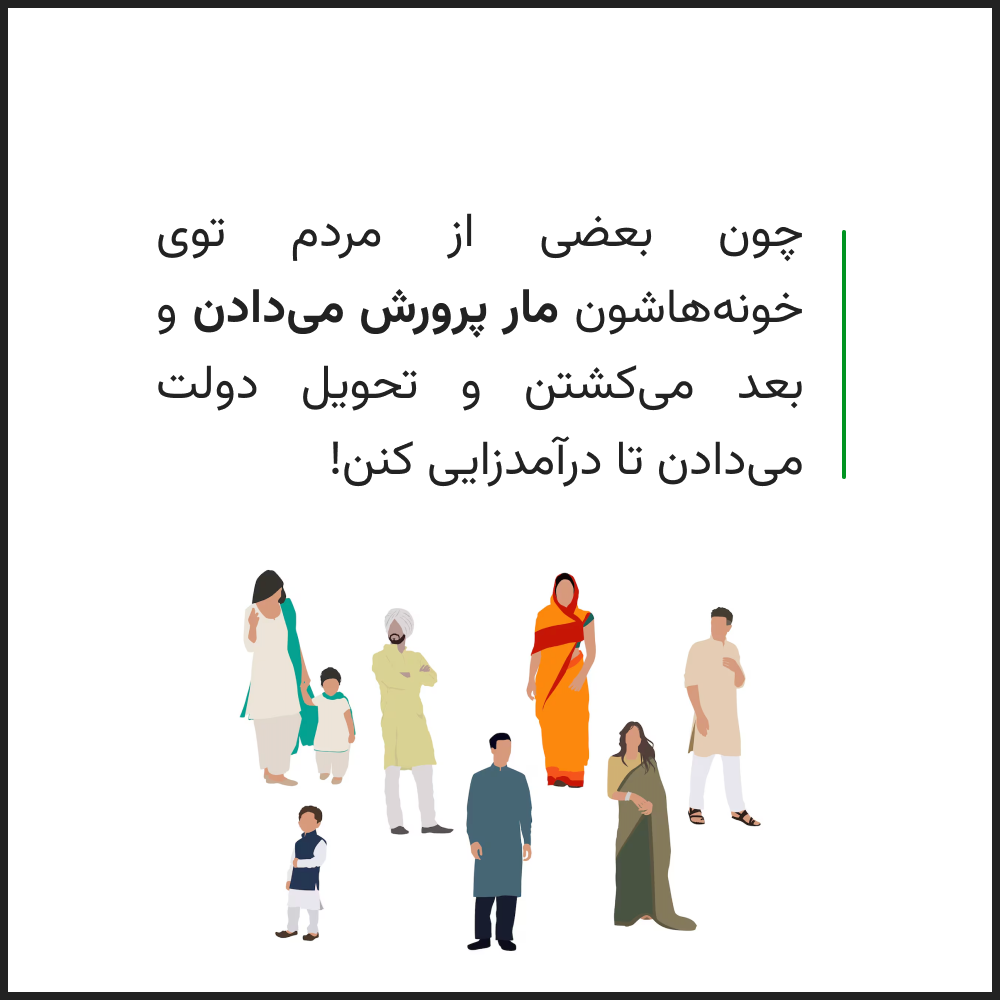 چون بعضی از مردم توی
خونه‌هاشون مار پرورش می‌دادن و
بعد می‌کشتن و تحویل دولت
می‌دادن تا درآمدزایی کنن!